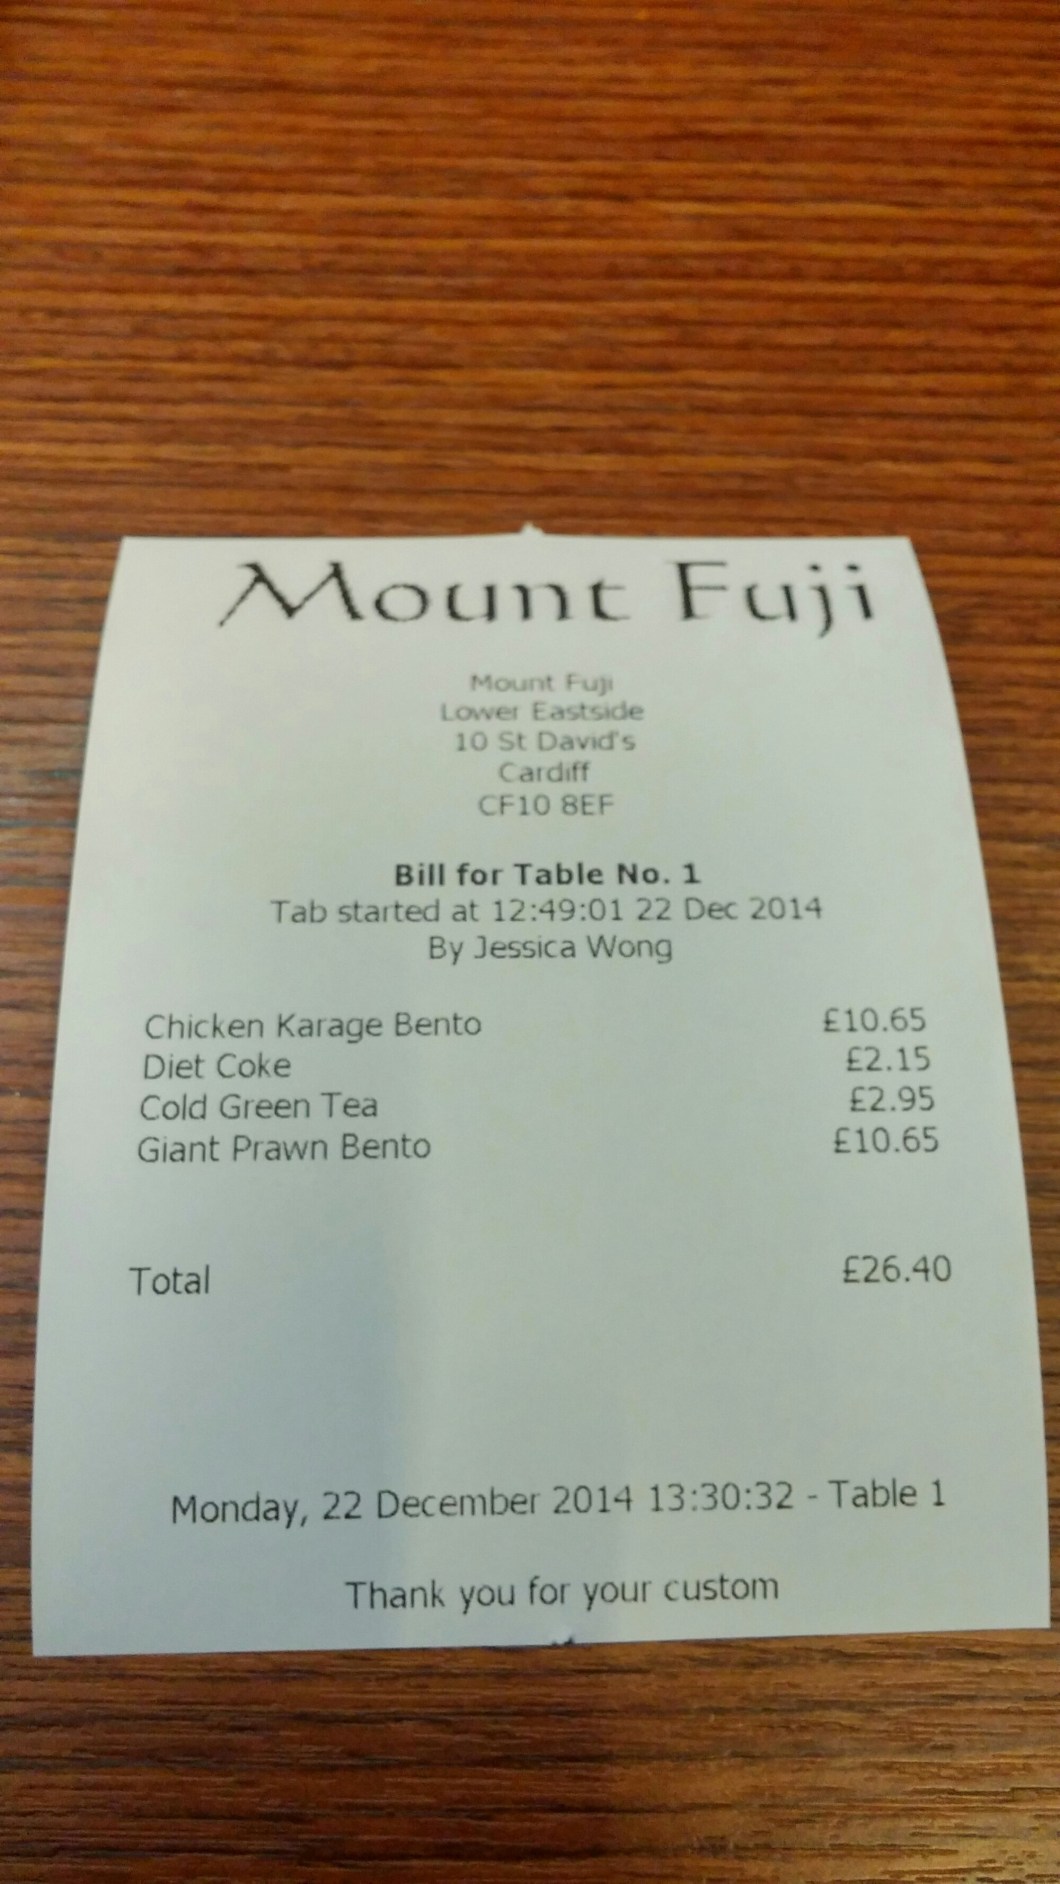 Mount Fuji
Mount Fuji
Lower Eastside
10 St David's
Cardiff
CF10 8EF
Bill for Table No. 1
Tab started at 12:49:01 22 Dec 2014
By Jessica Wong
Chicken Karage Bento £10.65
Diet Coke £2.15
Cold Green Tea £2.95
Giant Prawn Bento £10.65
Total £26.40
Monday, 22 December 2014 13:30:32 - Table 1
Thank you for your custom